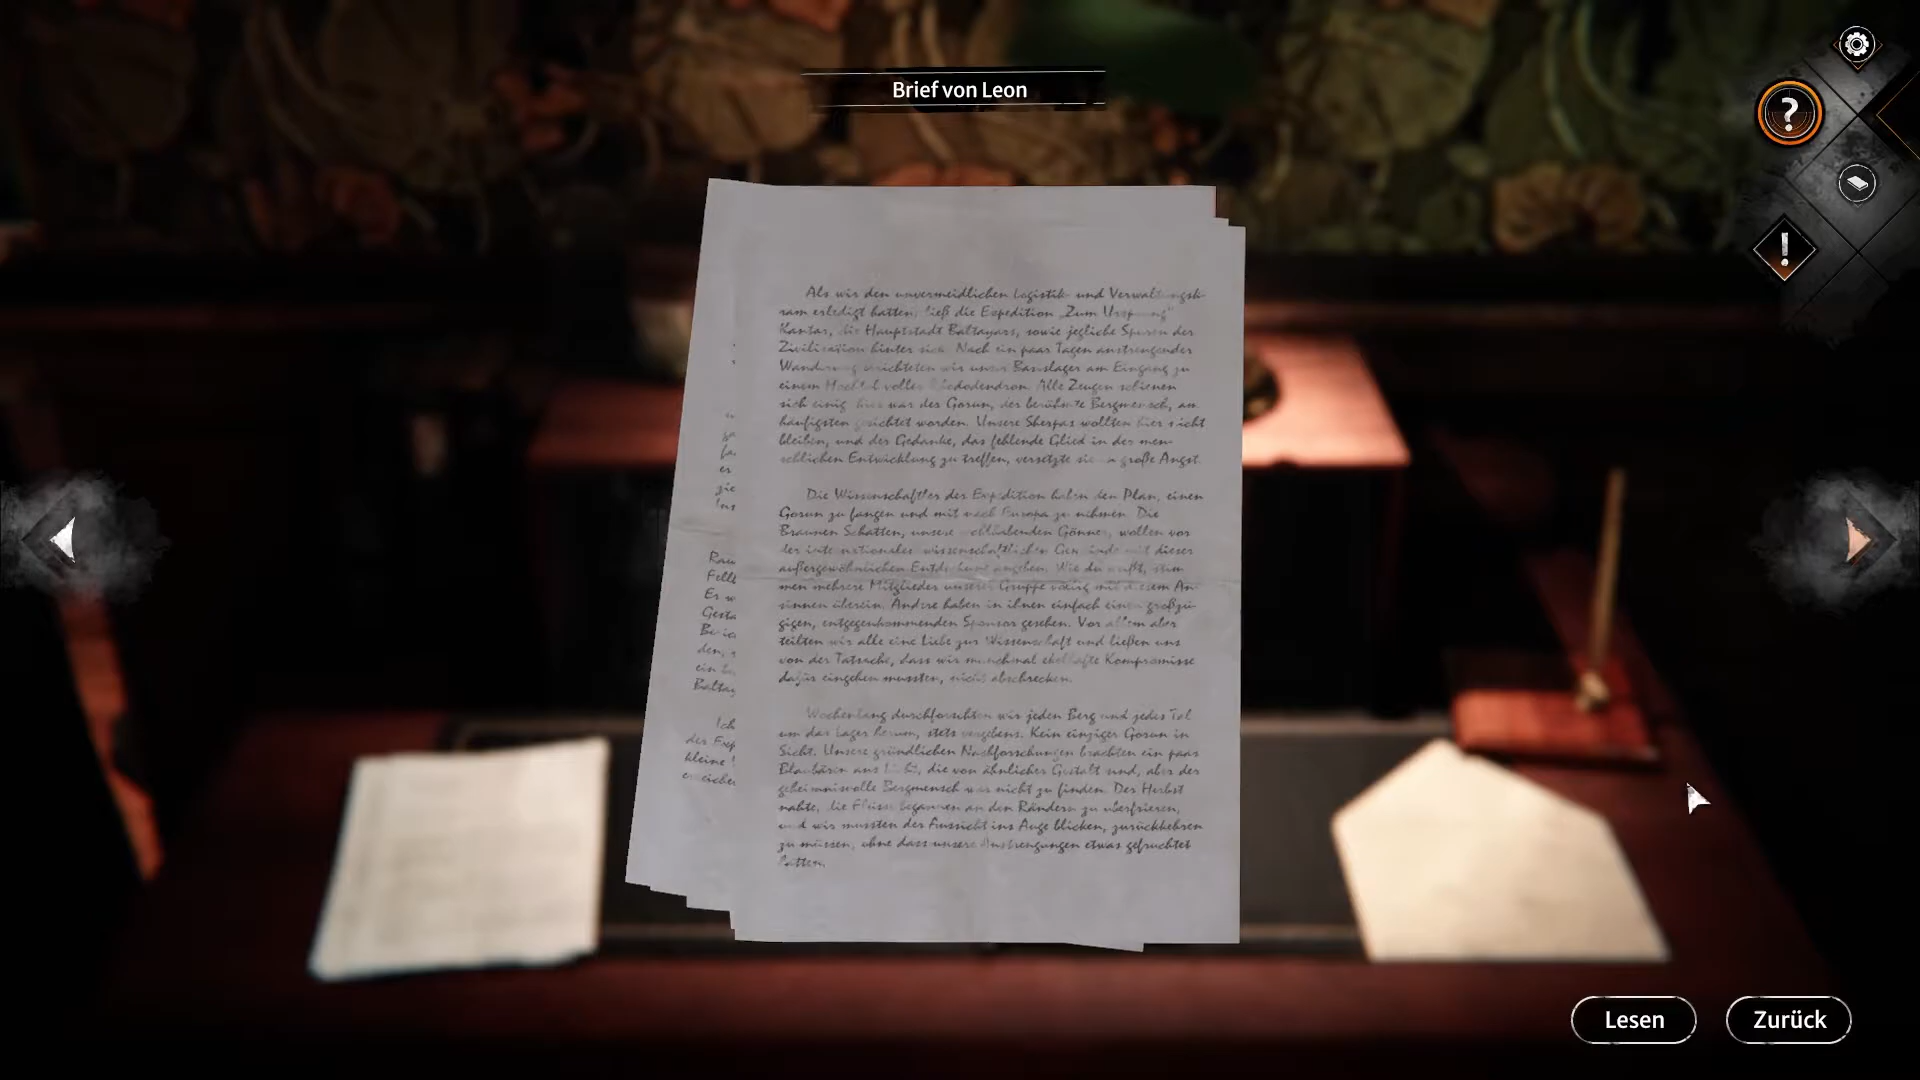 Brief von Leon
Als wir den unvermeidlichen Logistik- und Verwaltungsk-
ram erledigt hatten, ließ die Expedition „Zum Ursprung“
Kantar, die Hauptstadt Baltayars, sowie jegliche Spuren der
Zivilisation hinter sich. Nach ein paar Tagen anstrengender
Wanderung errichteten wir unser Basislager am Eingang zu
einem Hochtal voller Rhododendron. Alle Zeugen schienen
sich einig: hier war der Gorun, der berühmte Bergmensch, am
häufigsten gesichtet worden. Unsere Sherpas wollten hier nicht
bleiben, und der Gedanke, das fehlende Glied in der men-
schlichen Entwicklung zu treffen, versetzte sie in große Angst.
Die Wissenschaftler der Expedition haben den Plan, einen
Gorun zu fangen und mit nach Europa zu nehmen. Die
Braunen Schatten, unsere Gönner, wollen vor
der internationalen wissenschaftlichen Gemeinde mit dieser
außergewöhnlichen Entdeckung angeben. Wie du weißt, stim-
men mehrere Mitglieder unserer Gruppe völlig mit diesem An-
sinnen überein. Andere haben in ihnen einfach einen großzü-
gigen, entgegenkommenden Sponsor gesehen. Vor allem aber
teilten wir alle eine Liebe zur Wissenschaft und ließen uns
von der Tatsache, dass wir manchmal ekelhafte Kompromisse
dafür eingehen mussten, nicht abschrecken.
Wochenlang durchforschten wir jeden Berg und jedes Tal
um das Lager herum, stets vergebens. Kein einziger Gorun in
Sicht. Unsere gründlichen Nachforschungen brachten ein paar
Blaubären ans Licht, die von ähnlicher Gestalt sind, aber der
geheimnisvolle Bergmensch war nicht zu finden. Der Herbst
nahte, die Flüsse begannen an den Rändern zu überfrieren,
und wir mussten der Aussicht ins Auge blicken, zurückkehren
zu müssen, ohne dass unsere Anstrengungen etwas gefruchtet
hatten.
Lesen
Zurück